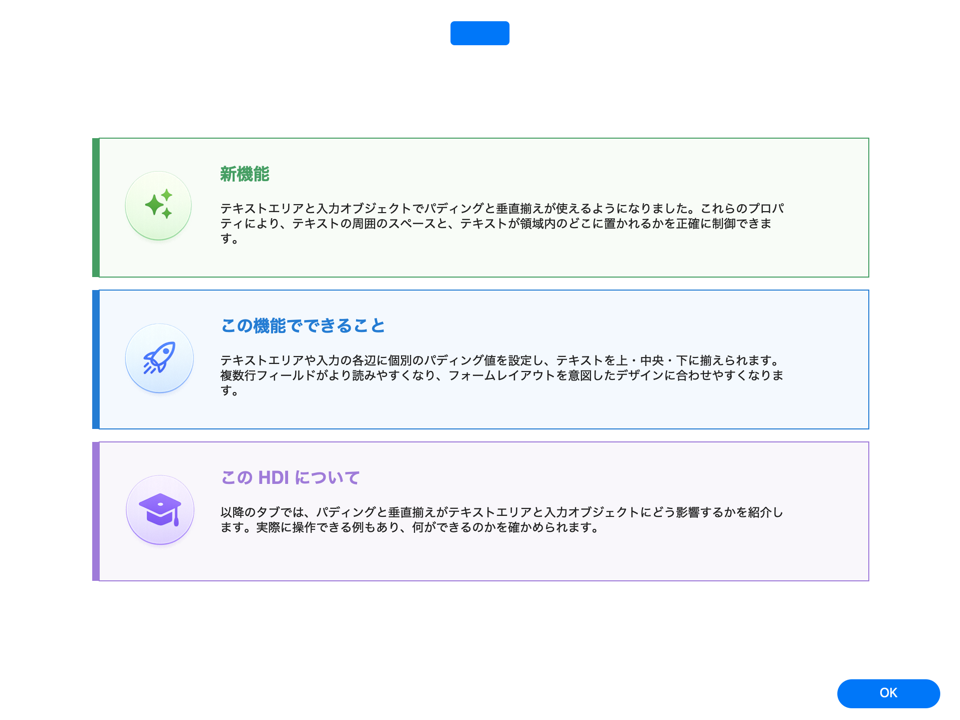 新機能
テキストエリアと入力オブジェクトでパディングと垂直揃えが使えるようになりました。これらのプロパ
ティにより、テキストの周囲のスペースと、テキストが領域内のどこに置かれるかを正確に制御できま
す。
この機能でできること
テキストエリアや入力の各辺に個別のパディング値を設定し、テキストを上・中央・下に揃えられます。
複数行フィールドがより読みやすくなり、フォームレイアウトを意図したデザインに合わせやすくなりま
す。
この HDI について
以降のタブでは、パディングと垂直揃えがテキストエリアと入力オブジェクトにどう影響するかを紹介し
ます。実際に操作できる例もあり、何ができるのかを確かめられます。
OK